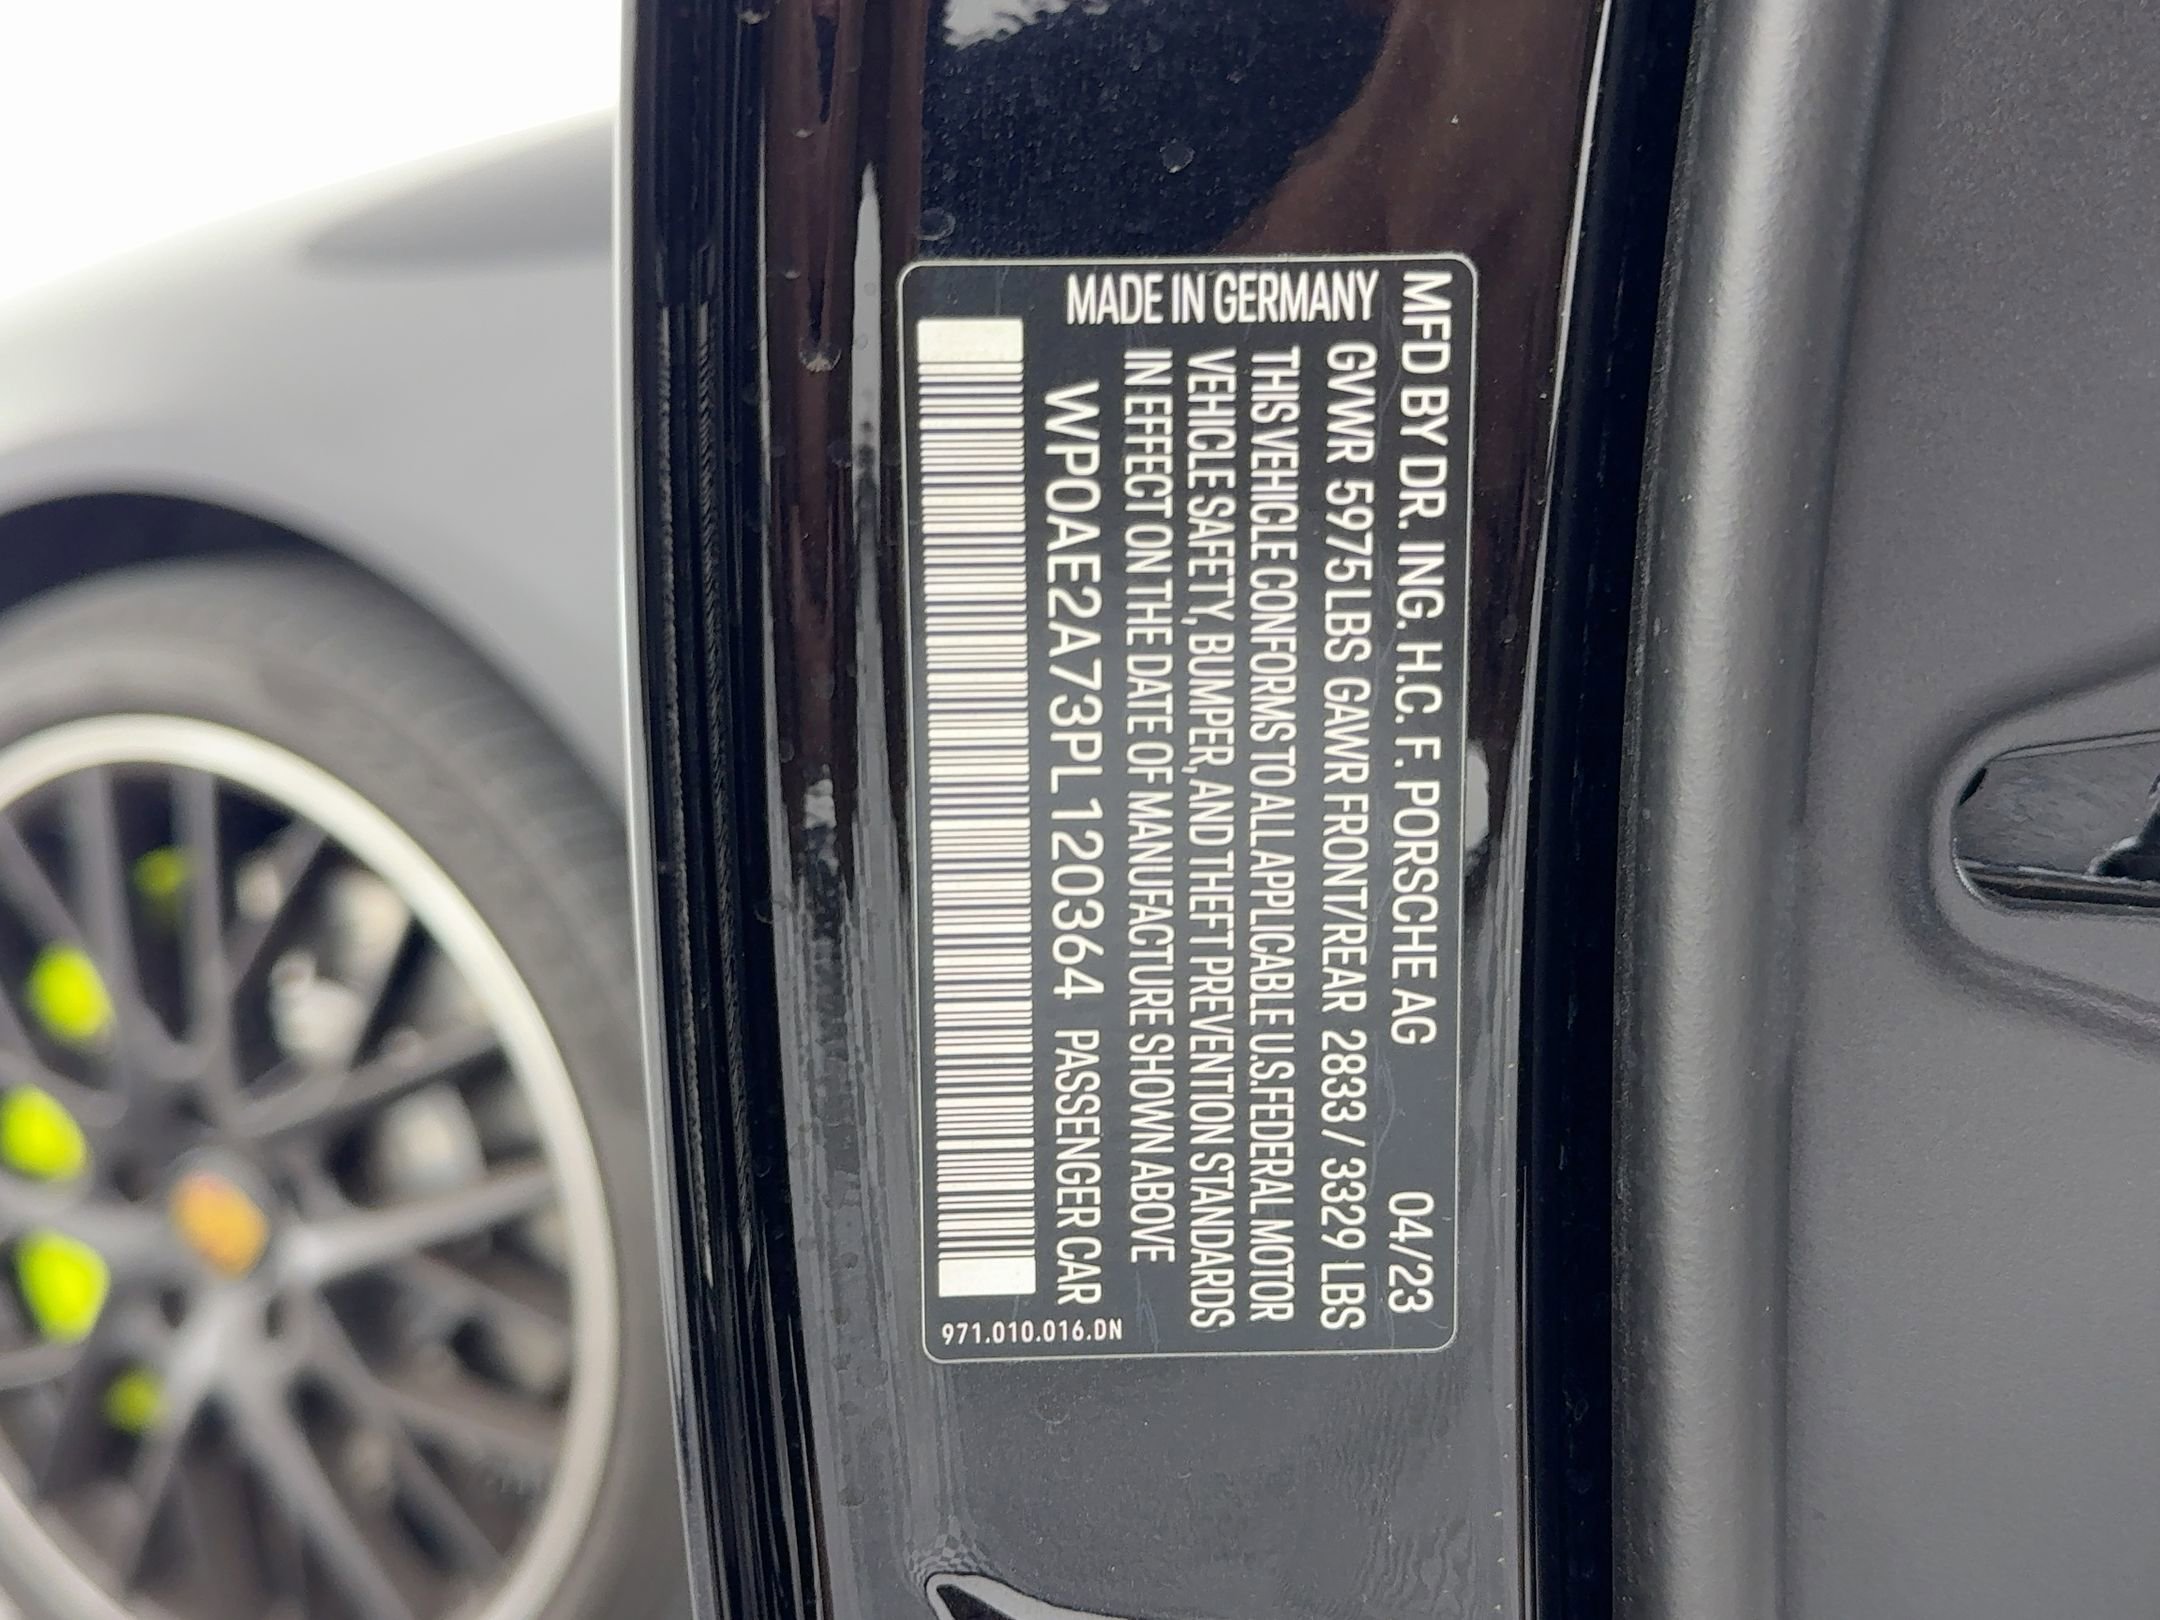 MFD BY DR. ING. H.C. F. PORSCHE AG 04/23
GVWR 5975 LBS GAWR FRONT/REAR 2833 / 3329 LBS
THIS VEHICLE CONFORMS TO ALL APPLICABLE U.S. FEDERAL MOTOR
VEHICLE SAFETY, BUMPER, AND THEFT PREVENTION STANDARDS
IN EFFECT ON THE DATE OF MANUFACTURE SHOWN ABOVE
WP0AE2A73PL120364 PASSENGER CAR
MADE IN GERMANY
971.010.016.DN